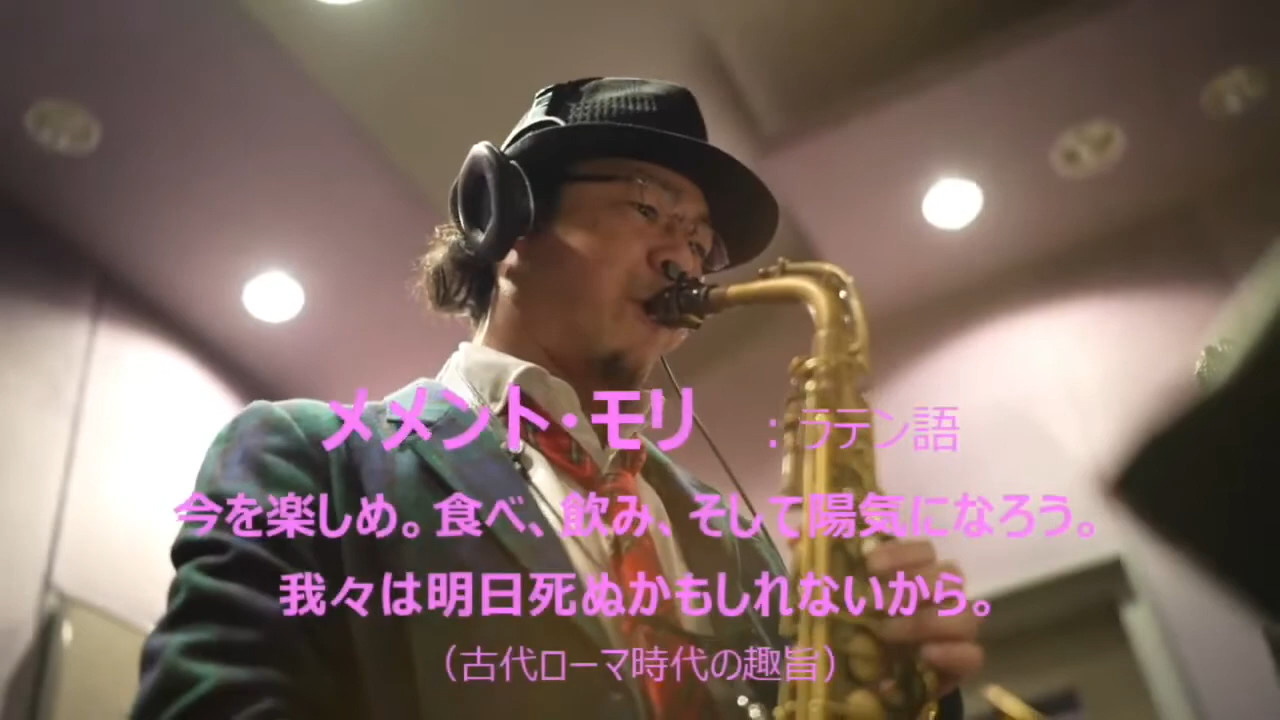 メメント・モリ　：ラテン語
今を楽しめ。食べ、飲み、そして陽気になろう。
我々は明日死ぬかもしれないから。
（古代ローマ時代の趣旨）